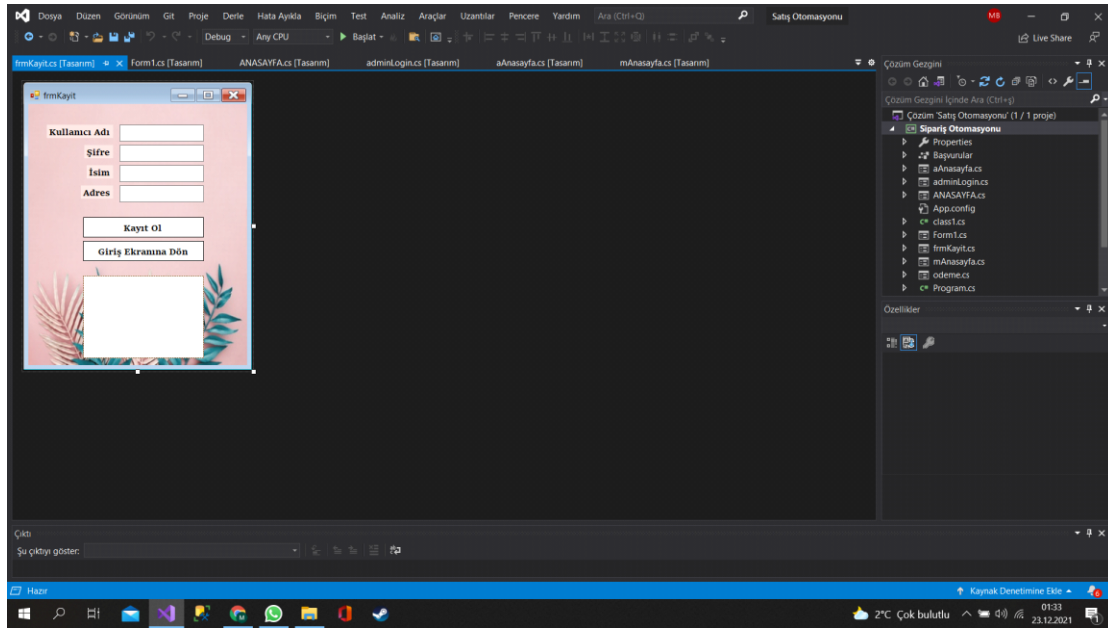 Dosya Düzen Görünüm Git Proje Derle Hata Ayıkla Biçim Test Analiz Araçlar Uzantılar Pencere Yardım Ara (Ctrl+Q) Satış Otomasyonu MB
Debug Any CPU Başlat Live Share
frmKayit.cs [Tasarım] Form1.cs [Tasarım] ANASAYFA.cs [Tasarım] adminLogin.cs [Tasarım] aAnasayfa.cs [Tasarım] mAnasayfa.cs [Tasarım]
frmKayit
Kullanıcı Adı
Şifre
İsim
Adres
Kayıt Ol
Giriş Ekranına Dön
Çözüm Gezgini
Çözüm Gezgini İçinde Ara (Ctrl+ş)
Çözüm 'Satış Otomasyonu' (1 / 1 proje)
Sipariş Otomasyonu
Properties
Başvurular
aAnasayfa.cs
adminLogin.cs
ANASAYFA.cs
App.config
class1.cs
Form1.cs
frmKayit.cs
mAnasayfa.cs
odeme.cs
Program.cs
Özellikler
Çıktı
Şu çıktıyı göster:
Hazır
Kaynak Denetimine Ekle
2°C Çok bulutlu
01:33
23.12.2021